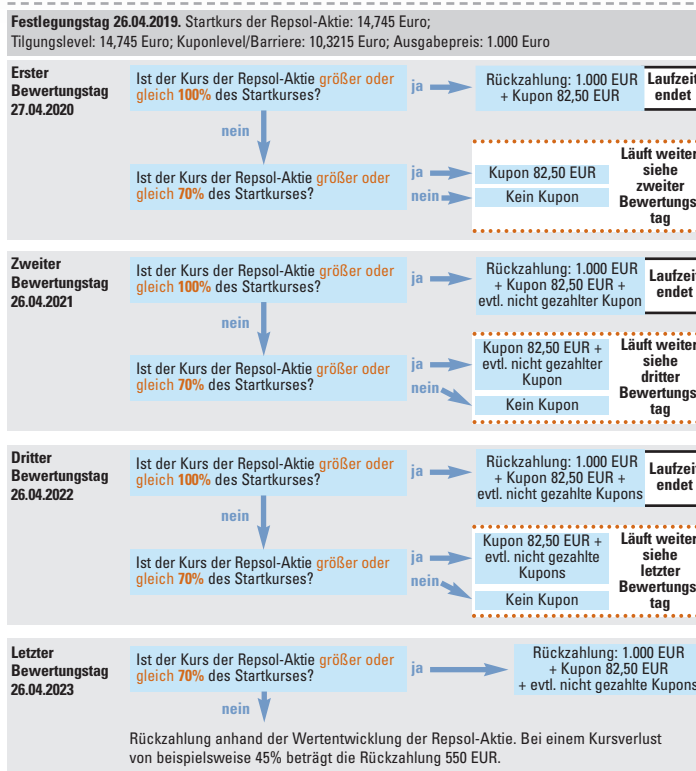 Festlegungstag 26.04.2019. Startkurs der Repsol-Aktie: 14,745 Euro;
Tilgungslevel: 14,745 Euro; Kuponlevel/Barriere: 10,3215 Euro; Ausgabepreis: 1.000 Euro
Erster
Bewertungstag
27.04.2020
Ist der Kurs der Repsol-Aktie größer oder
gleich 100% des Startkurses?
ja
Rückzahlung: 1.000 EUR
+ Kupon 82,50 EUR
Laufzeit
endet
nein
Ist der Kurs der Repsol-Aktie größer oder
gleich 70% des Startkurses?
ja
Kupon 82,50 EUR
nein
Kein Kupon
Läuft weiter
siehe
zweiter
Bewertungs
tag
Zweiter
Bewertungstag
26.04.2021
Ist der Kurs der Repsol-Aktie größer oder
gleich 100% des Startkurses?
ja
Rückzahlung: 1.000 EUR
+ Kupon 82,50 EUR +
evtl. nicht gezahlter Kupon
Laufzeit
endet
nein
Ist der Kurs der Repsol-Aktie größer oder
gleich 70% des Startkurses?
ja
Kupon 82,50 EUR +
evtl. nicht gezahlter
Kupon
nein
Kein Kupon
Läuft weiter
siehe
dritter
Bewertungs
tag
Dritter
Bewertungstag
26.04.2022
Ist der Kurs der Repsol-Aktie größer oder
gleich 100% des Startkurses?
ja
Rückzahlung: 1.000 EUR
+ Kupon 82,50 EUR +
evtl. nicht gezahlte Kupons
Laufzeit
endet
nein
Ist der Kurs der Repsol-Aktie größer oder
gleich 70% des Startkurses?
ja
Kupon 82,50 EUR +
evtl. nicht gezahlte
Kupons
nein
Kein Kupon
Läuft weiter
siehe
letzter
Bewertungs
tag
Letzter
Bewertungstag
26.04.2023
Ist der Kurs der Repsol-Aktie größer oder
gleich 70% des Startkurses?
ja
Rückzahlung: 1.000 EUR
+ Kupon 82,50 EUR
+ evtl. nicht gezahlte Kupons
nein
Rückzahlung anhand der Wertentwicklung der Repsol-Aktie. Bei einem Kursverlust
von beispielsweise 45% beträgt die Rückzahlung 550 EUR.